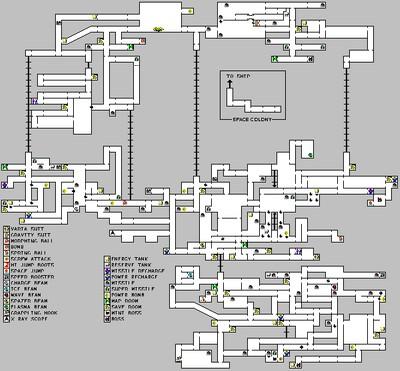 TO SHIP
SPACE COLONY
VARIA SUIT
GRAVITY SUIT
MORPHING BALL
BOMB
SPRING BALL
SCREW ATTACK
HI JUMP BOOTS
SPACE JUMP
SPEED BOOSTER
CHARGE BEAM
ICE BEAM
WAVE BEAM
SPAZER BEAM
PLASMA BEAM
GRAPPLING HOOK
X RAY SCOPE
ENERGY TANK
RESERVE TANK
MISSILE RECHARGE
POWER RECHARGE
MISSILE
SUPER MISSILE
POWER BOMB
MAP ROOM
SAVE ROOM
MINI BOSS
BOSS